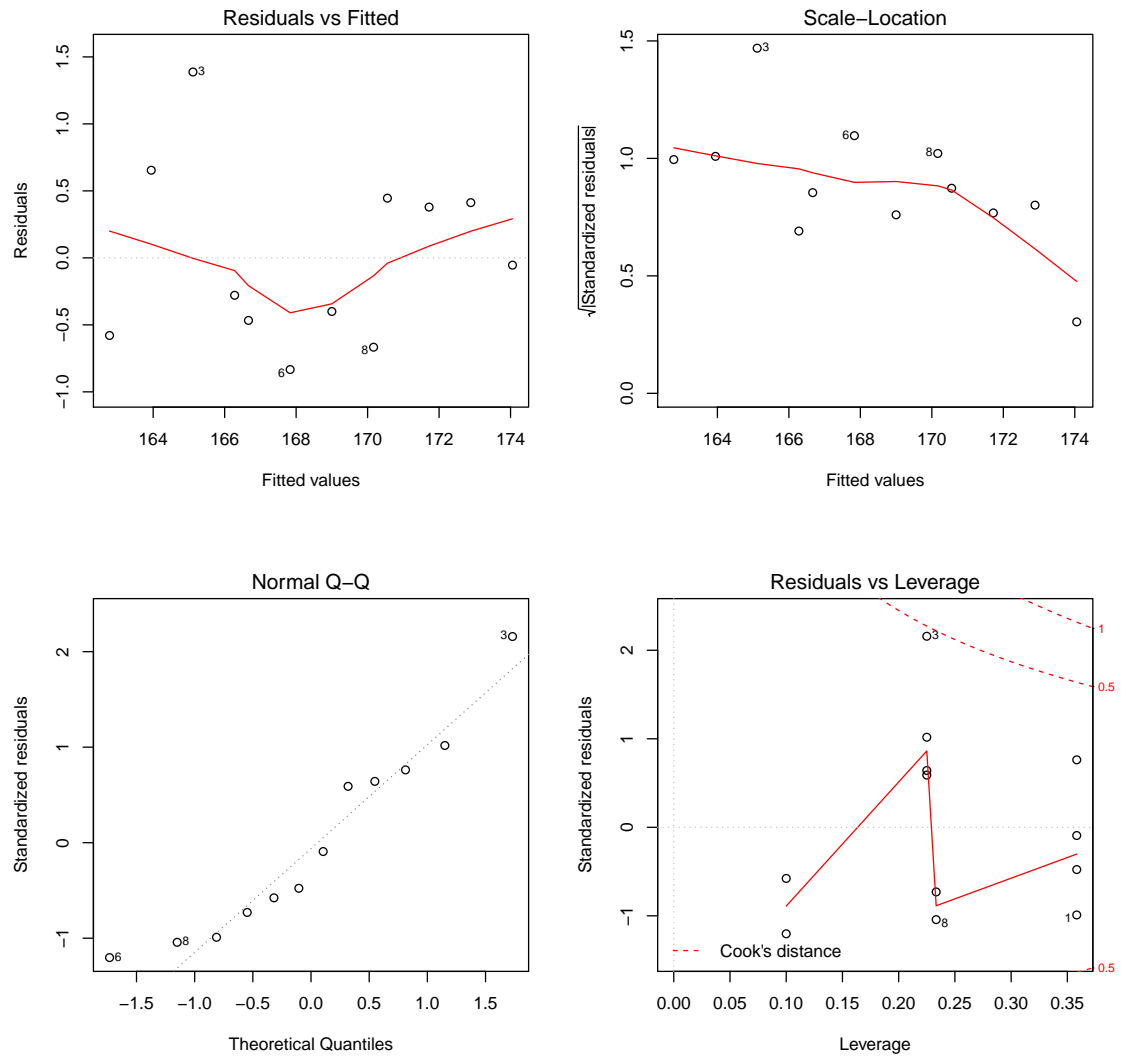 Residuals vs Fitted
1.5
1.0
0.5
0.0
−0.5
−1.0
Residuals
3
6
8
164 166 168 170 172 174
Fitted values
Scale−Location
1.5
1.0
0.5
0.0
√|Standardized residuals|
3
6
8
164 166 168 170 172 174
Fitted values
Normal Q−Q
2
1
0
−1
Standardized residuals
3
8
6
−1.5 −1.0 −0.5 0.0 0.5 1.0 1.5
Theoretical Quantiles
Residuals vs Leverage
2
1
0
−1
Standardized residuals
3
8
1
1
0.5
0.5
Cook's distance
0.00 0.05 0.10 0.15 0.20 0.25 0.30 0.35
Leverage